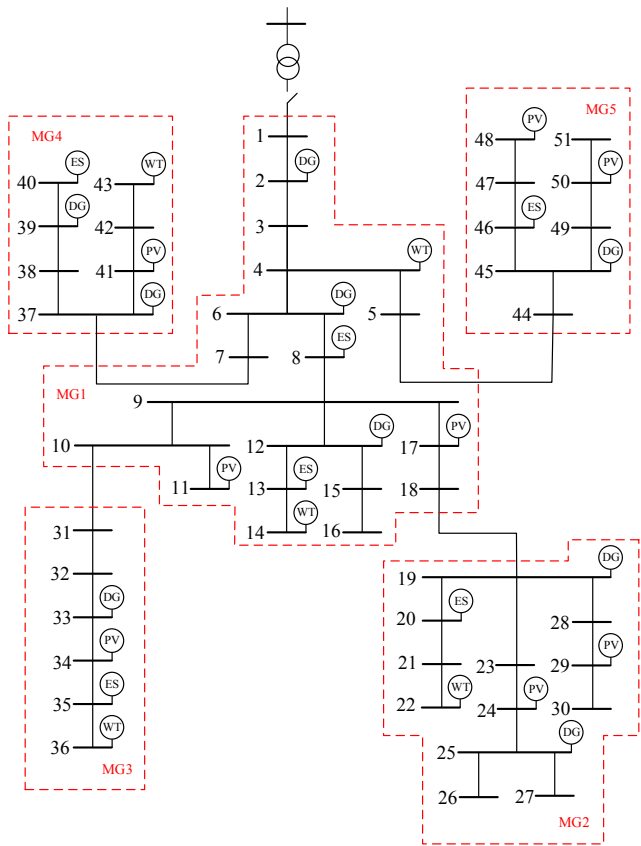 MG5
MG4
PV
48
51
1
DG
ES
WT
PV
40
43
2
47
50
DG
ES
39
42
3
46
49
PV
WT
DG
38
41
4
45
DG
DG
37
6
5
44
ES
7
8
MG1
9
DG
PV
10
12
17
PV
ES
11
13
15
18
WT
14
16
31
DG
19
32
ES
DG
20
28
33
PV
PV
21
23
29
34
WT
PV
ES
22
24
30
35
DG
WT
25
36
MG3
26
27
MG2